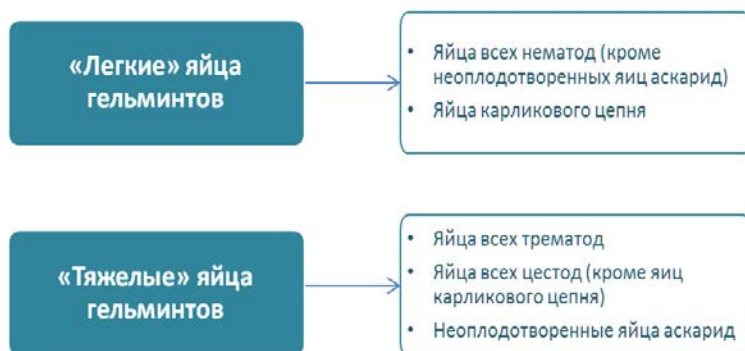 «Легкие» яйца
гельминтов
• Яйца всех нематод (кроме
неоплодотворенных яиц аскарид)
• Яйца карликового цепня
«Тяжелые» яйца
гельминтов
• Яйца всех трематод
• Яйца всех цестод (кроме яиц
карликового цепня)
• Неоплодотворенные яйца аскарид